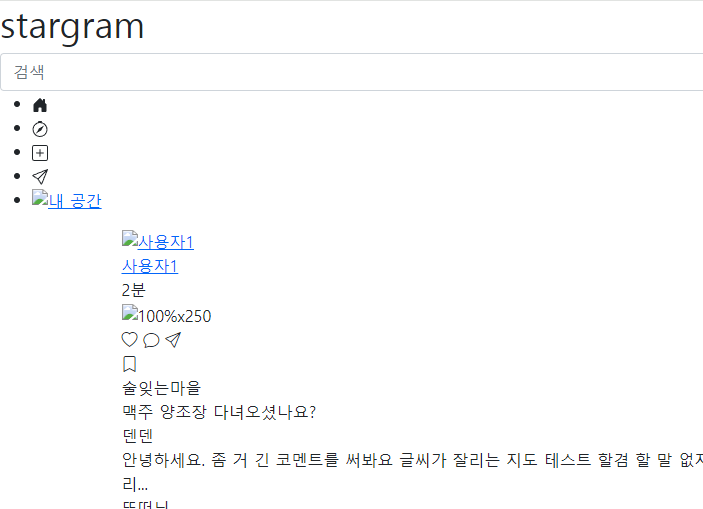 stargram
검색
내 공간
사용자1
사용자1
2분
100%x250
술잊는마을
맥주 양조장 다녀오셨나요?
덴덴
안녕하세요. 좀 거 긴 코멘트를 써봐요 글씨가 잘리는 지도 테스트 할겸 할 말 없지
리...